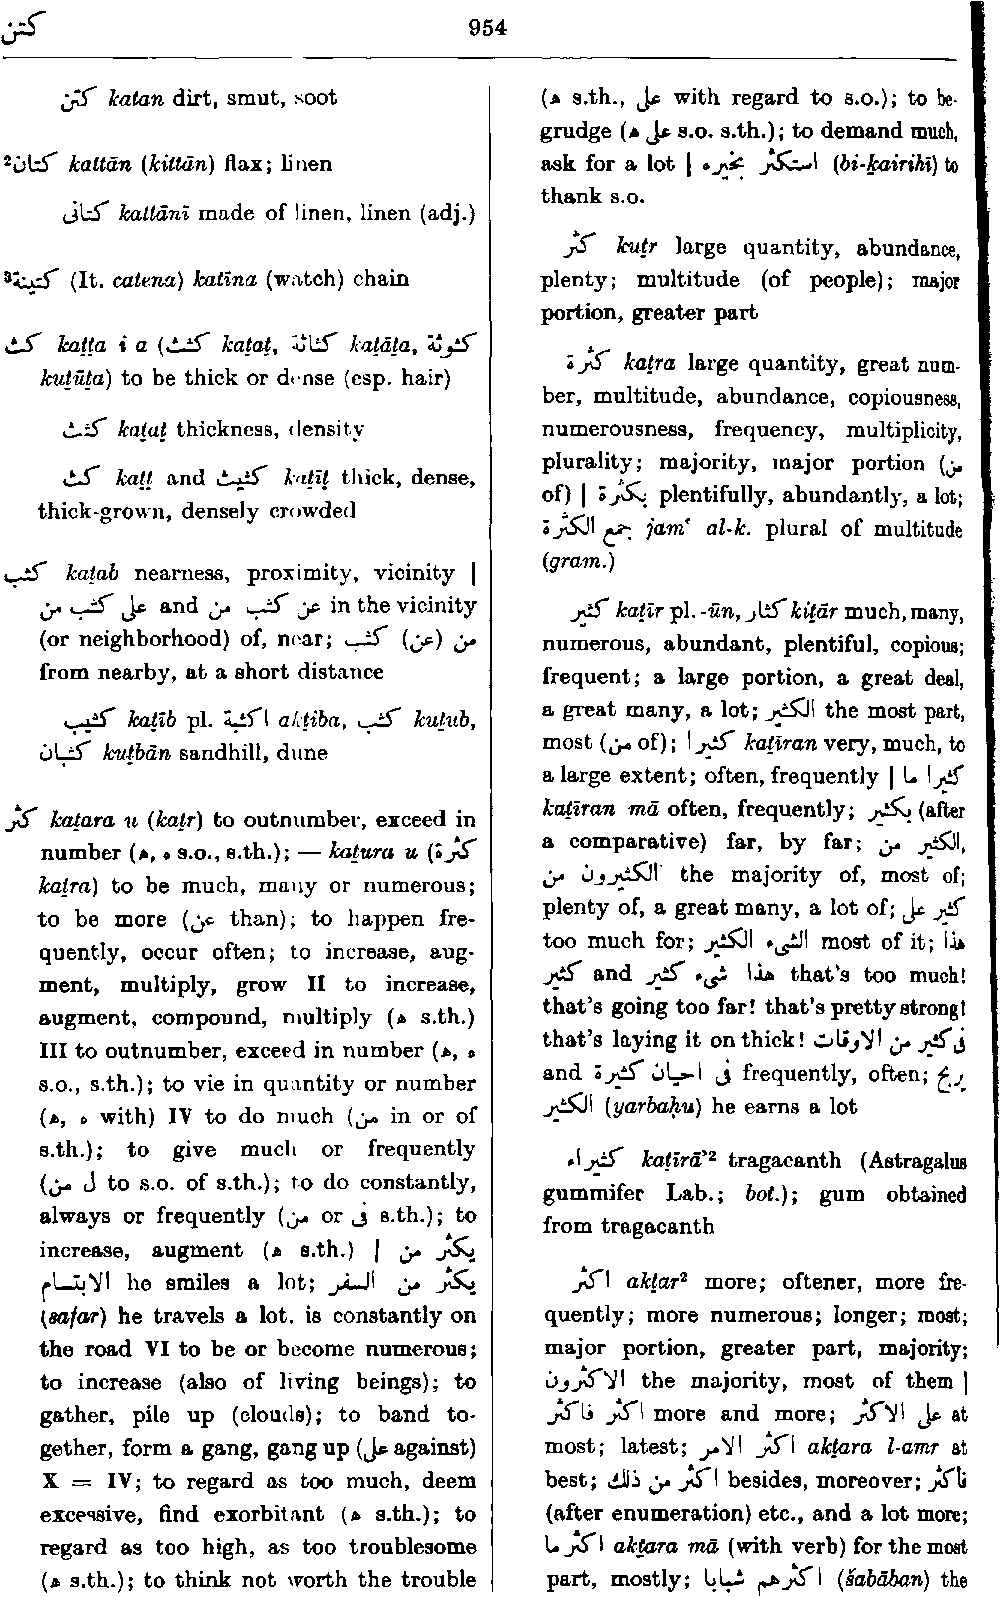 كتن
954
كتن katan dirt, smut, soot
كتان² kattān (kittān) flax; linen
كتانى kattānī made of linen, linen (adj.)
كتينة³ (It. catena) katīna (watch) chain
كث kaṯṯa i a (كثث kaṯaṯ, كثاثة kaṯāṯa, كثوثة
kuṯūṯa) to be thick or dense (esp. hair)
كثث kaṯaṯ thickness, density
كث kaṯṯ and كثيث kaṯīṯ thick, dense,
thick-grown, densely crowded
كثب kaṯab nearness, proximity, vicinity |
على كثب من and عن كثب من in the vicinity
(or neighborhood) of, near; من (عن) كثب
from nearby, at a short distance
كثيب kaṯīb pl. اكثبة akṯiba, كثب kuṯub,
كثبان kuṯbān sandhill, dune
كثر kaṯara u (kaṯr) to outnumber, exceed in
number (ه, ه s.o., s.th.); — kaṯura u (كثرة
kaṯra) to be much, many or numerous;
to be more (عن than); to happen fre-
quently, occur often; to increase, aug-
ment, multiply, grow II to increase,
augment, compound, multiply (ه s.th.)
III to outnumber, exceed in number (ه, ه
s.o., s.th.); to vie in quantity or number
(ه, ه with) IV to do much (من in or of
s.th.); to give much or frequently
(ل من to s.o. of s.th.); to do constantly,
always or frequently (من or فى s.th.); to
increase, augment (ه s.th.) | يكثر من
الابتسام he smiles a lot; يكثر من السفر
(safar) he travels a lot, is constantly on
the road VI to be or become numerous;
to increase (also of living beings); to
gather, pile up (clouds); to band to-
gether, form a gang, gang up (على against)
X = IV; to regard as too much, deem
excessive, find exorbitant (ه s.th.); to
regard as too high, as too troublesome
(ه s.th.); to think not worth the trouble
(ه s.th., على with regard to s.o.); to be-
grudge (ه على s.o. s.th.); to demand much,
ask for a lot | استكثر بخيره (bi-ḵairihī) to
thank s.o.
كثر kuṯr large quantity, abundance,
plenty; multitude (of people); major
portion, greater part
كثرة kaṯra large quantity, great num-
ber, multitude, abundance, copiousness,
numerousness, frequency, multiplicity,
plurality; majority, major portion (من
of) | بكثرة plentifully, abundantly, a lot;
جمع الكثرة jamʿ al-k. plural of multitude
(gram.)
كثير kaṯīr pl. -ūn, كثار kiṯār much, many,
numerous, abundant, plentiful, copious;
frequent; a large portion, a great deal,
a great many, a lot; الكثير the most part,
most (من of); كثيرا kaṯīran very, much, to
a large extent; often, frequently | كثيرا ما
kaṯīran mā often, frequently; بكثير (after
a comparative) far, by far; الكثير من,
الكثيرون من the majority of, most of;
plenty of, a great many, a lot of; كثير على
too much for; الشىء الكثير most of it; هذا
كثير and هذا شىء كثير that's too much!
that's going too far! that's pretty strong!
that's laying it on thick! فى كثير من الاوقات
and فى احيان كثيرة frequently, often; يربح
الكثير (yarbaḥu) he earns a lot
كثيراء kaṯīrā'² tragacanth (Astragalus
gummifer Lab.; bot.); gum obtained
from tragacanth
اكثر akṯar² more; oftener, more fre-
quently; more numerous; longer; most;
major portion, greater part, majority;
الاكثرون the majority, most of them |
اكثر فاكثر more and more; على الاكثر at
most; latest; اكثر الامر akṯara l-amr at
best; اكثر من ذلك besides, moreover; فاكثر
(after enumeration) etc., and a lot more;
اكثر ما akṯara mā (with verb) for the most
part, mostly; اكثرهم شبابا (šabāban) the